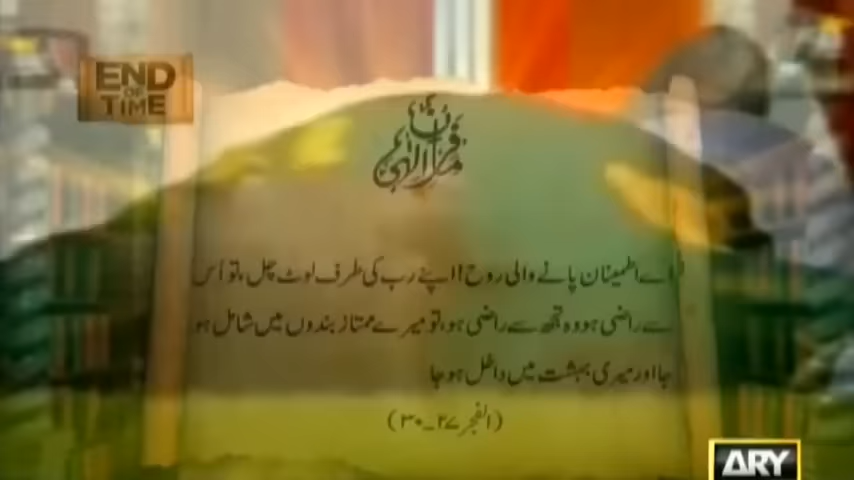 END
OF
TIME
فرمان الٰہی
اے اطمینان پانے والی روح!! اپنے رب کی طرف لوٹ چل، تو اُس
سے راضی ہو وہ تجھ سے راضی ہو، تو میرے ممتاز بندوں میں شامل ہو
جا اور میری بہشت میں داخل ہو جا
(الفجر ۲۷۔۳۰)
ARY